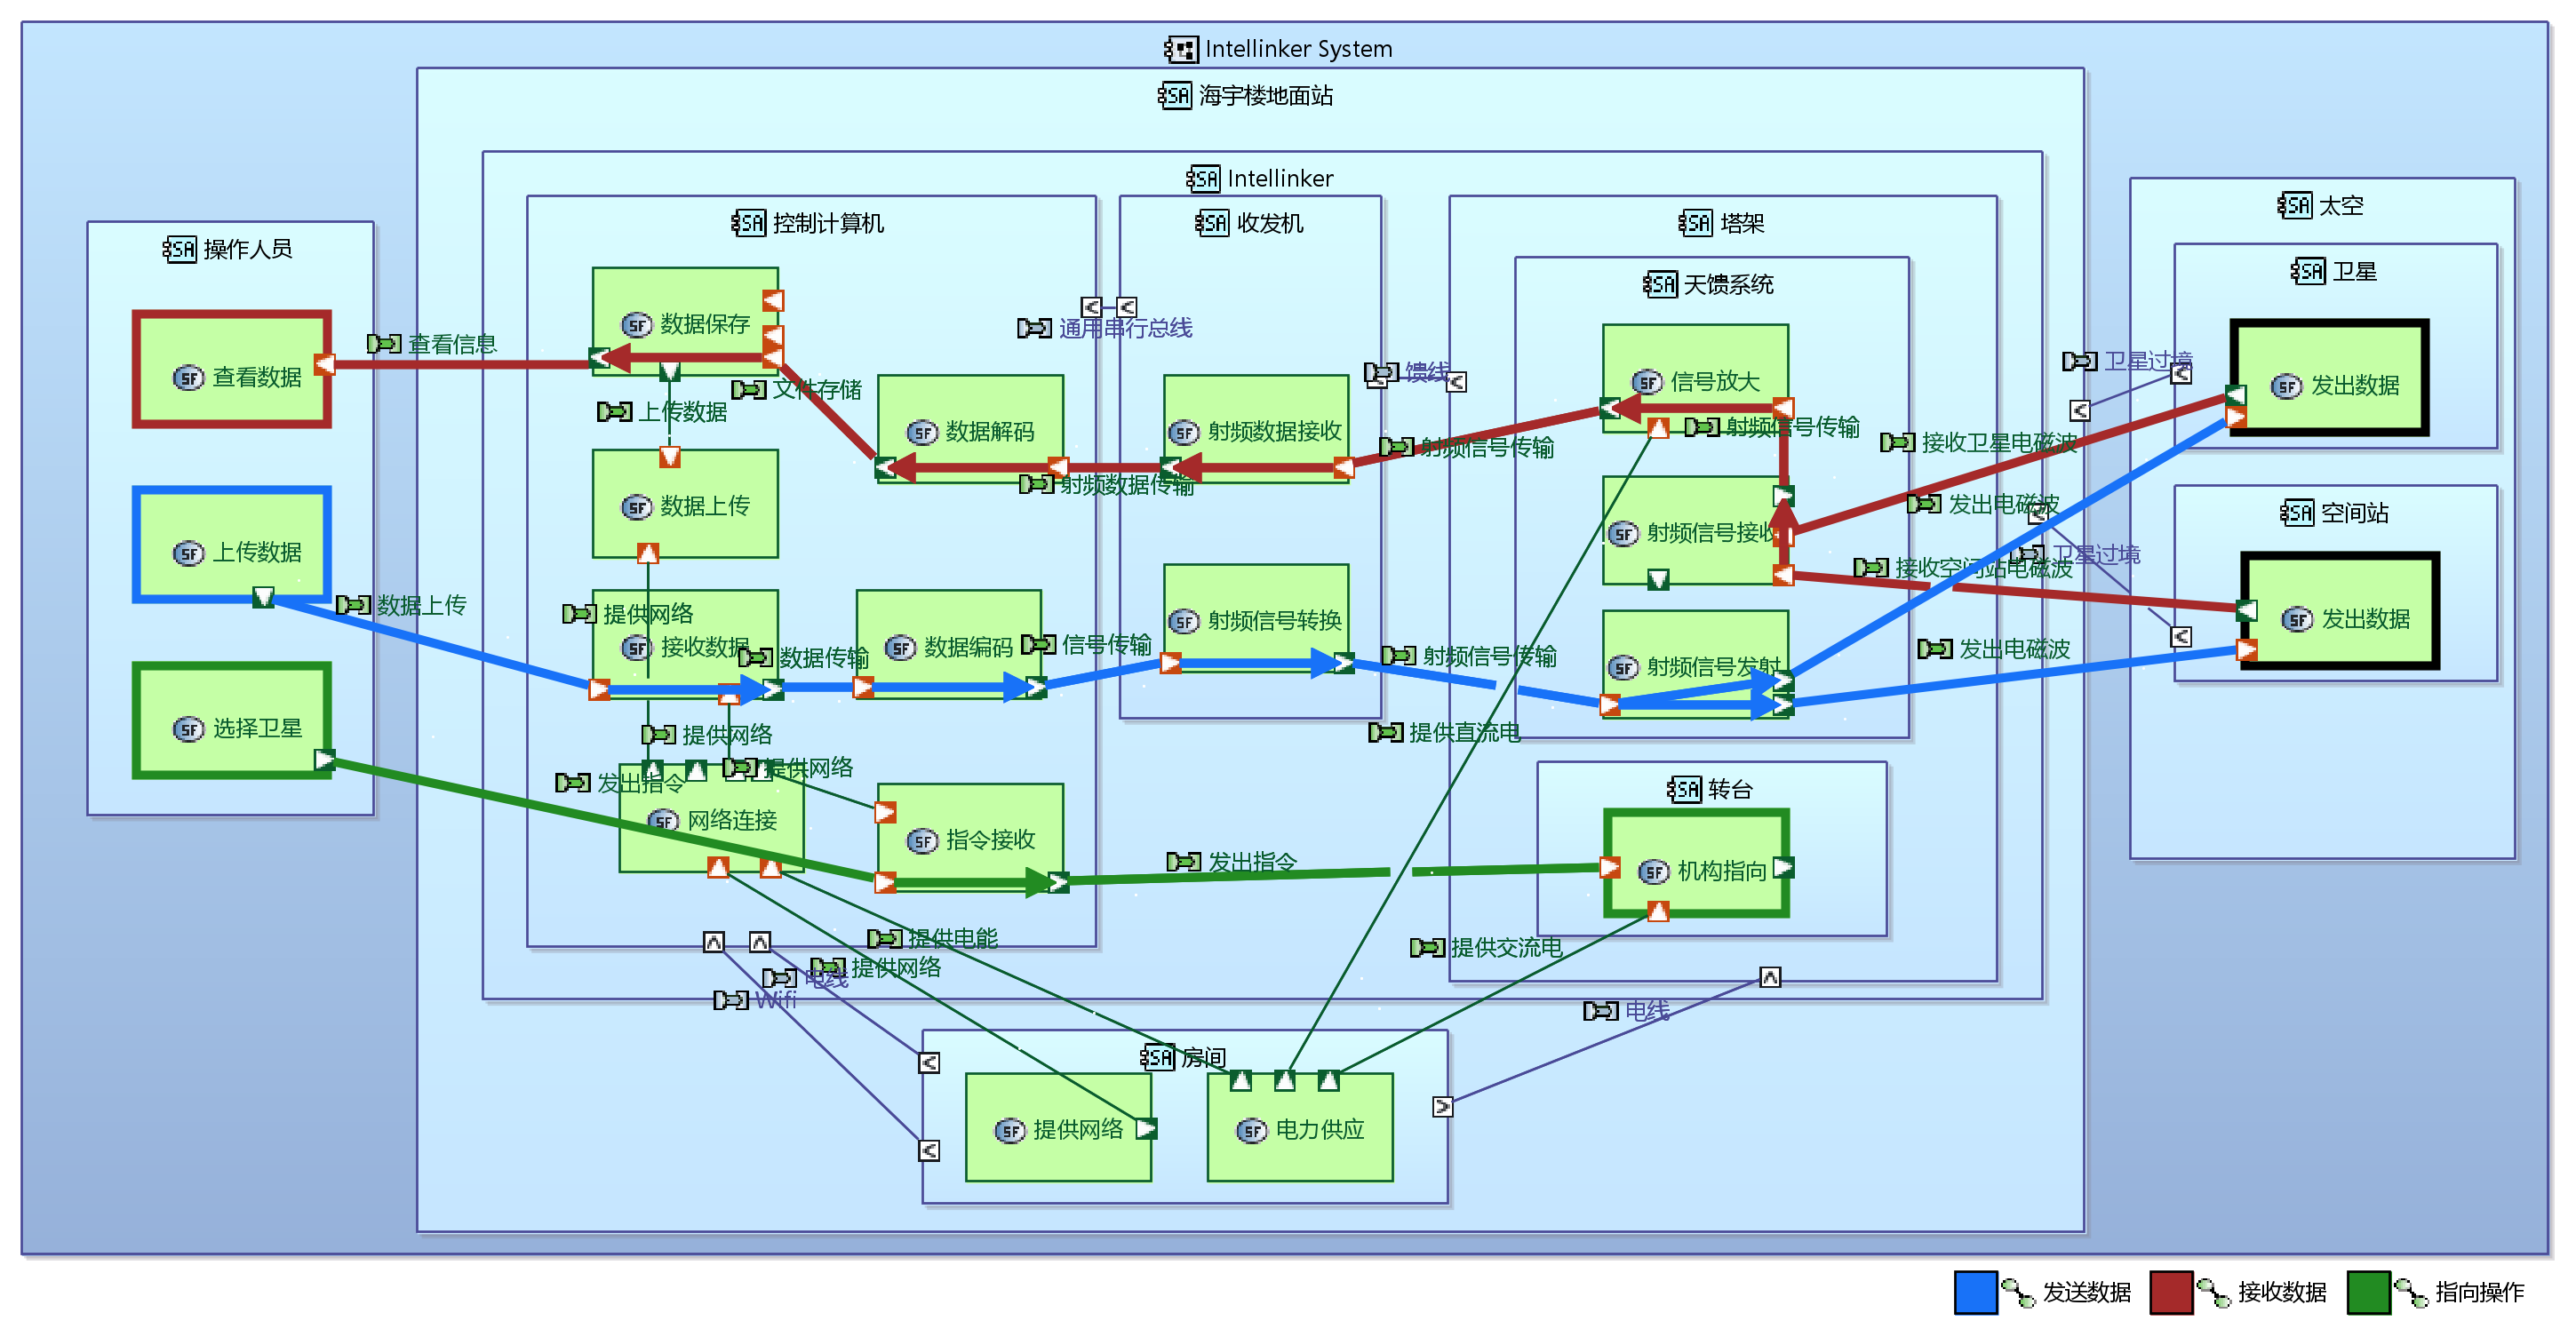 Intellinker System
海宇楼地面站
Intellinker
操作人员
查看数据
上传数据
选择卫星
查看信息
数据上传
发出指令
控制计算机
数据保存
上传数据
文件存储
数据上传
数据解码
提供网络
接收数据
数据传输
数据编码
信号传输
提供网络
提供网络
网络连接
指令接收
收发机
通用串行总线
射频数据接收
射频数据传输
射频信号转换
馈线
射频信号传输
射频信号传输
提供直流电
发出指令
塔架
天馈系统
信号放大
射频信号传输
射频信号接收
射频信号发射
转台
机构指向
提供交流电
提供电能
提供网络
电线
Wifi
电线
房间
提供网络
电力供应
太空
卫星
发出数据
卫星过境
接收卫星电磁波
发出电磁波
空间站
发出数据
卫星过境
接收空间站电磁波
发出电磁波
发送数据
接收数据
指向操作